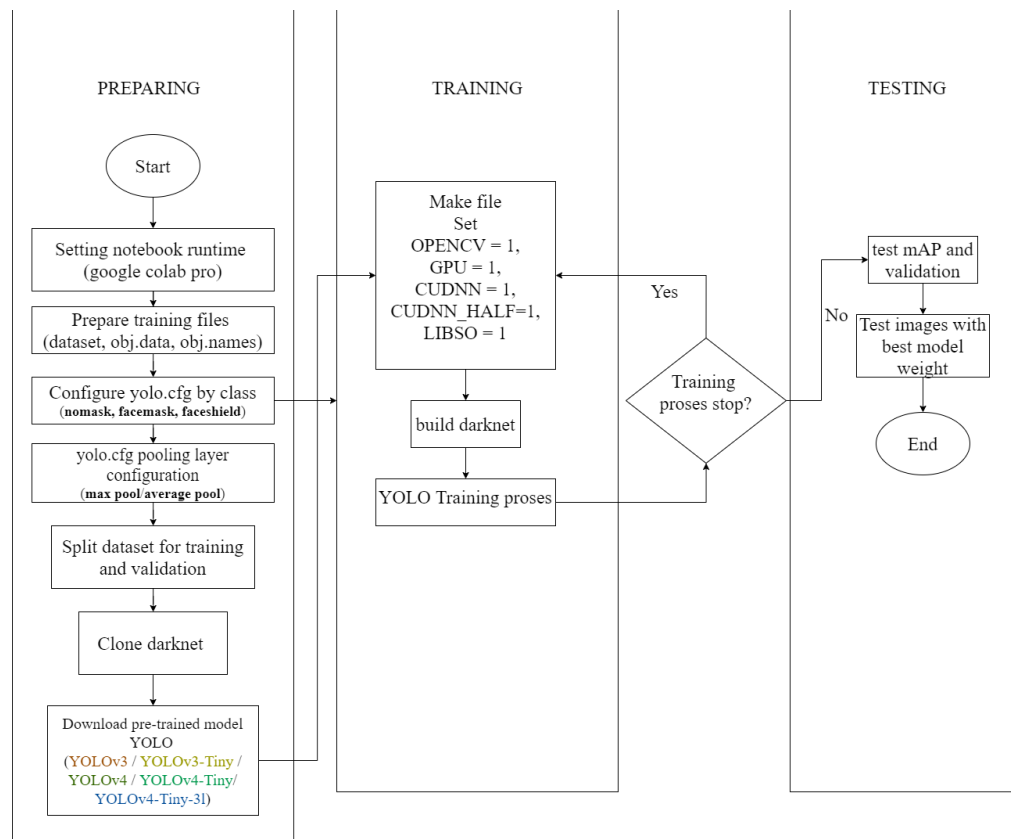 PREPARING
Start
Setting notebook runtime
(google colab pro)
Prepare training files
(dataset, obj.data, obj.names)
Configure yolo.cfg by class
(nomask, facemask, faceshield)
yolo.cfg pooling layer
configuration
(max pool/average pool)
Split dataset for training
and validation
Clone darknet
Download pre-trained model
YOLO
(YOLOv3 / YOLOv3-Tiny /
YOLOv4 / YOLOv4-Tiny/
YOLOv4-Tiny-3l)
TRAINING
Make file
Set
OPENCV = 1,
GPU = 1,
CUDNN = 1,
CUDNN_HALF=1,
LIBSO = 1
build darknet
YOLO Training proses
Yes
Training
proses stop?
No
TESTING
test mAP and
validation
Test images with
best model
weight
End